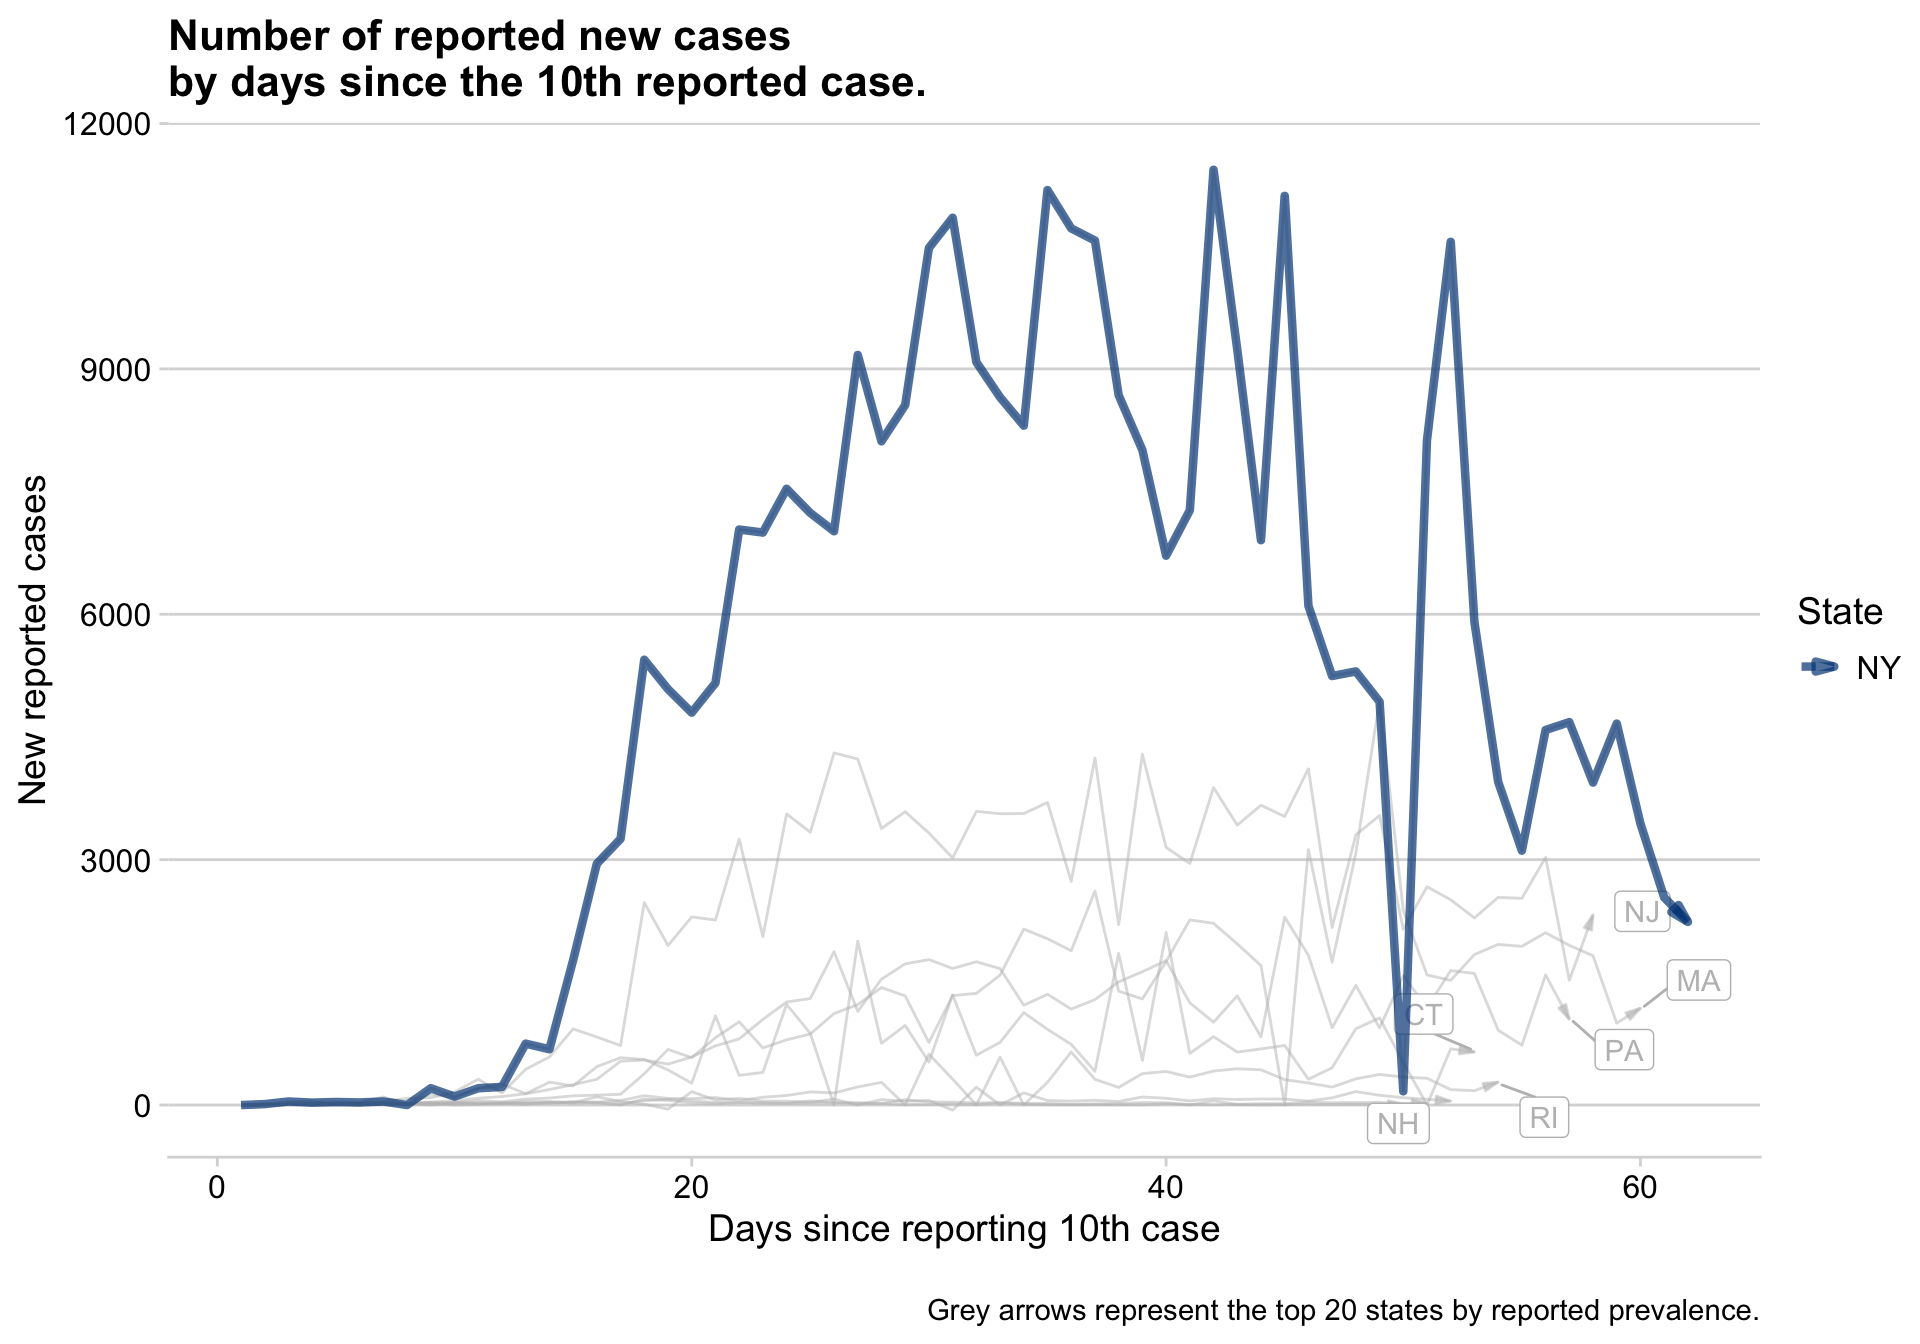 Number of reported new cases
by days since the 10th reported case.
12000
9000
6000
3000
0
New reported cases
State
NY
NJ
MA
CT
PA
RI
NH
0 20 40 60
Days since reporting 10th case
Grey arrows represent the top 20 states by reported prevalence.